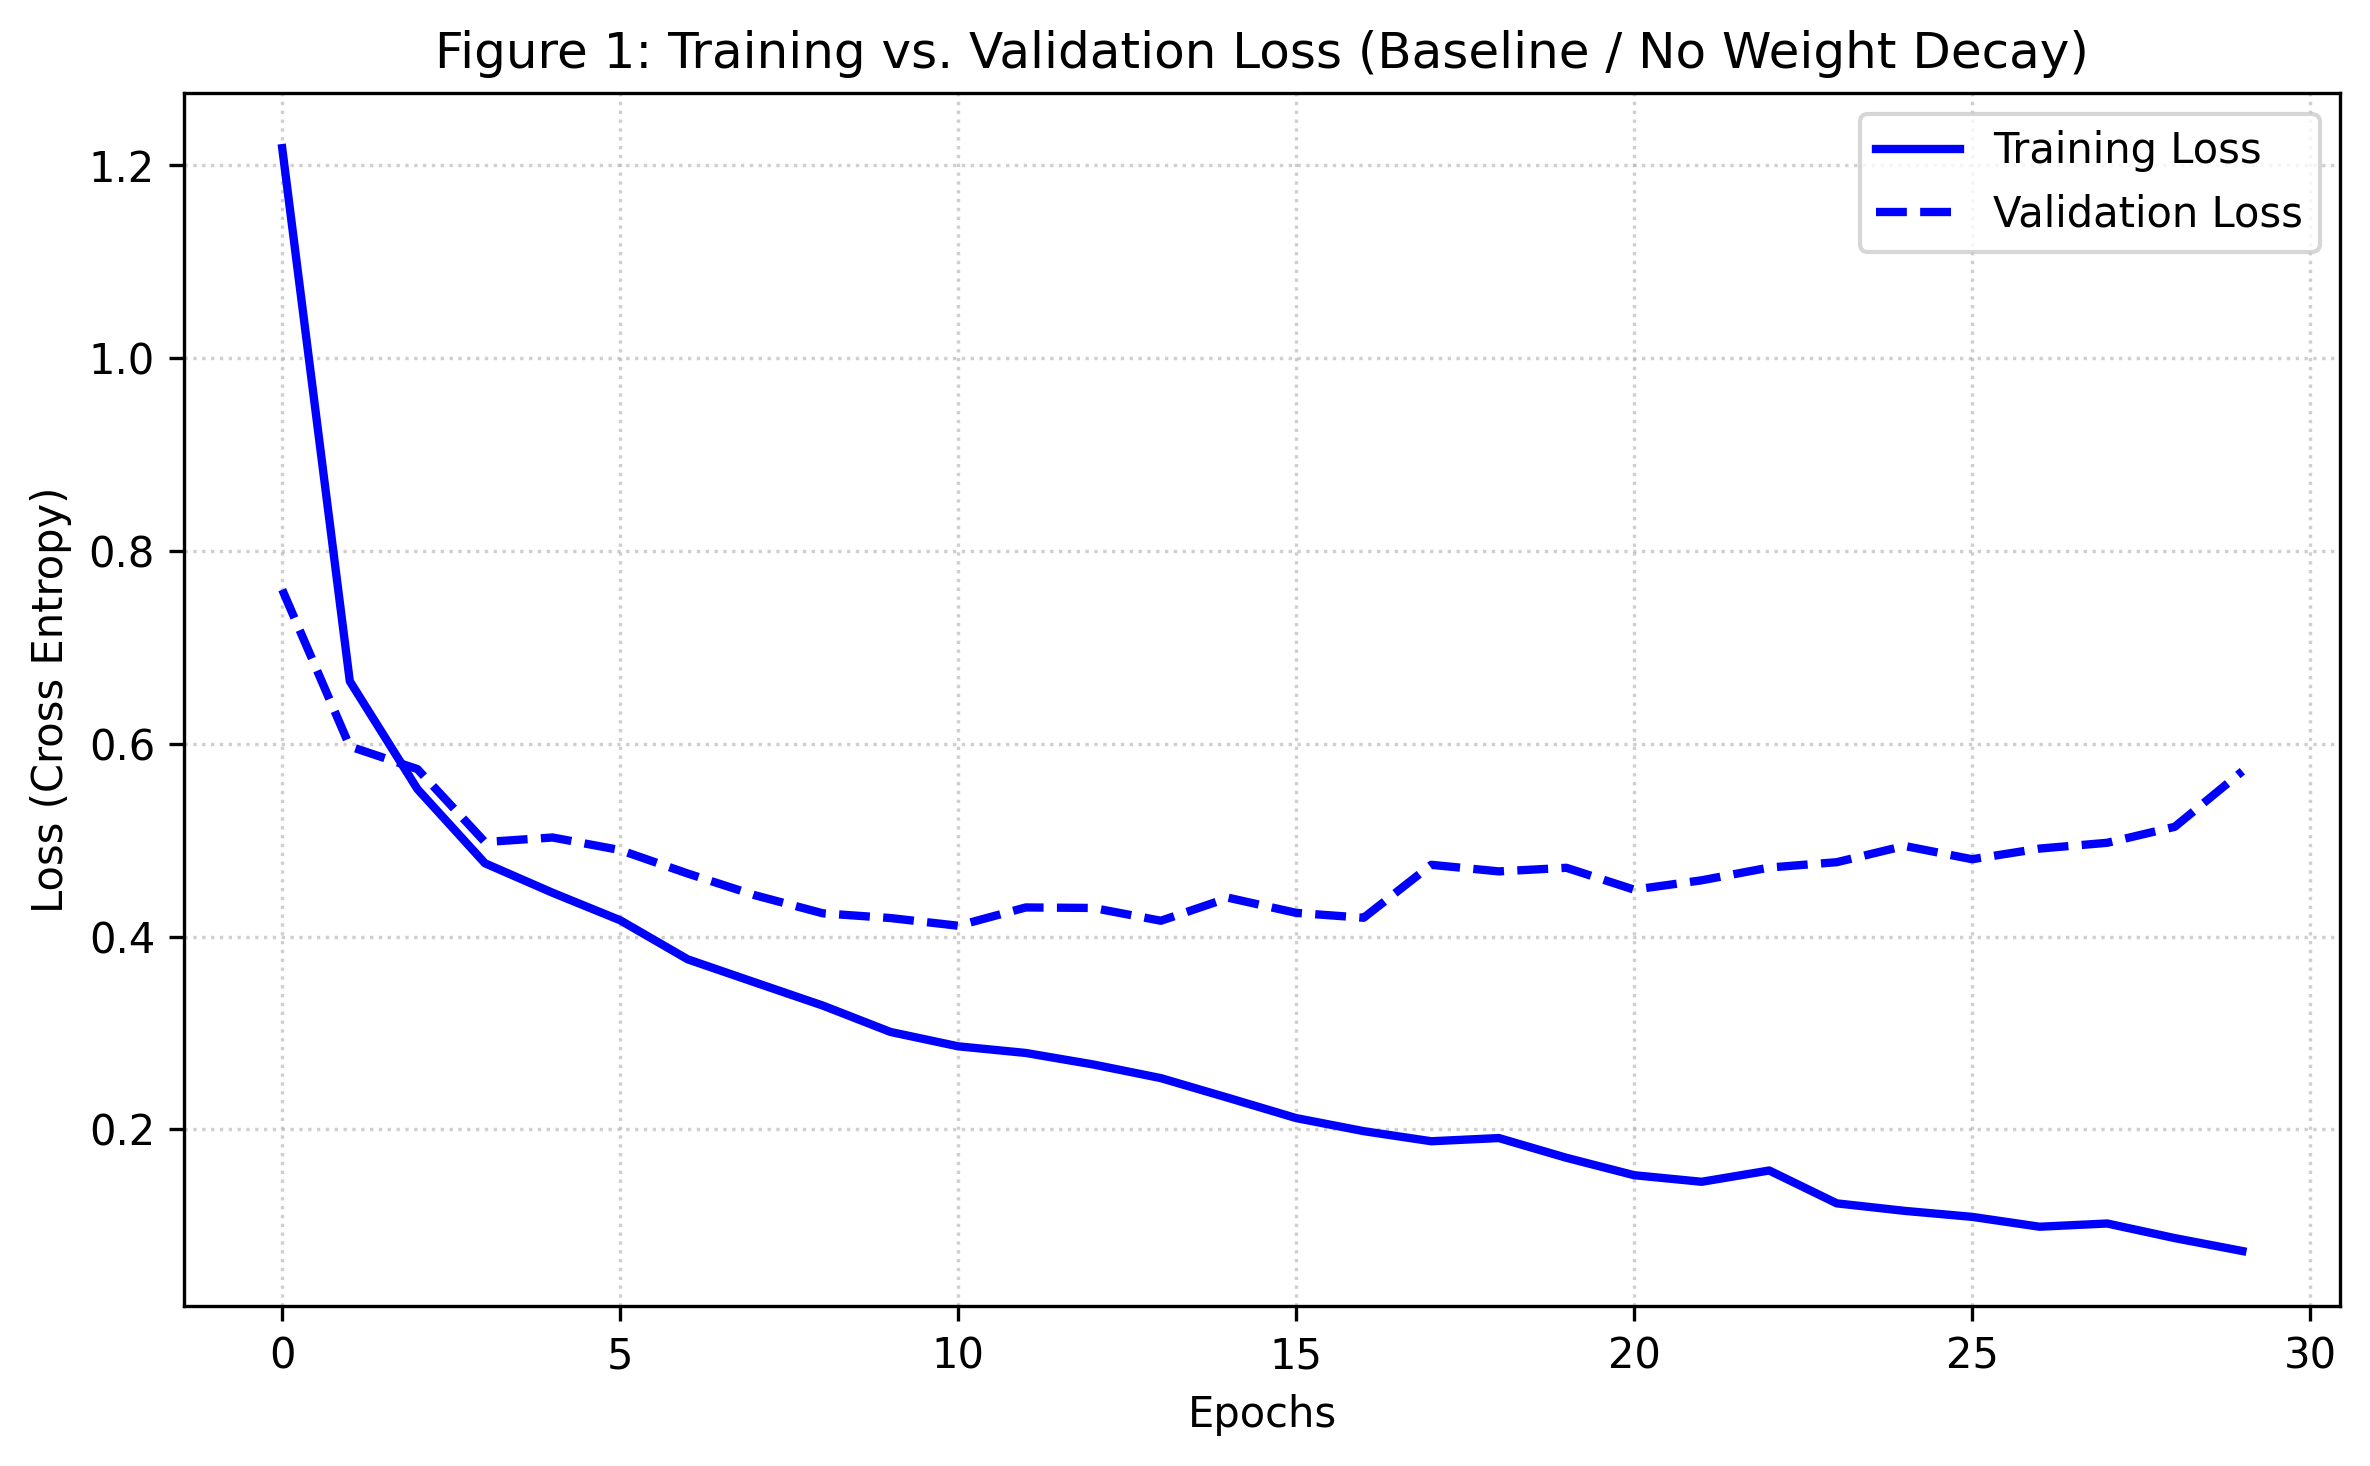 Figure 1: Training vs. Validation Loss (Baseline / No Weight Decay)
Training Loss
Validation Loss
Loss (Cross Entropy)
1.2
1.0
0.8
0.6
0.4
0.2
0 5 10 15 20 25 30
Epochs